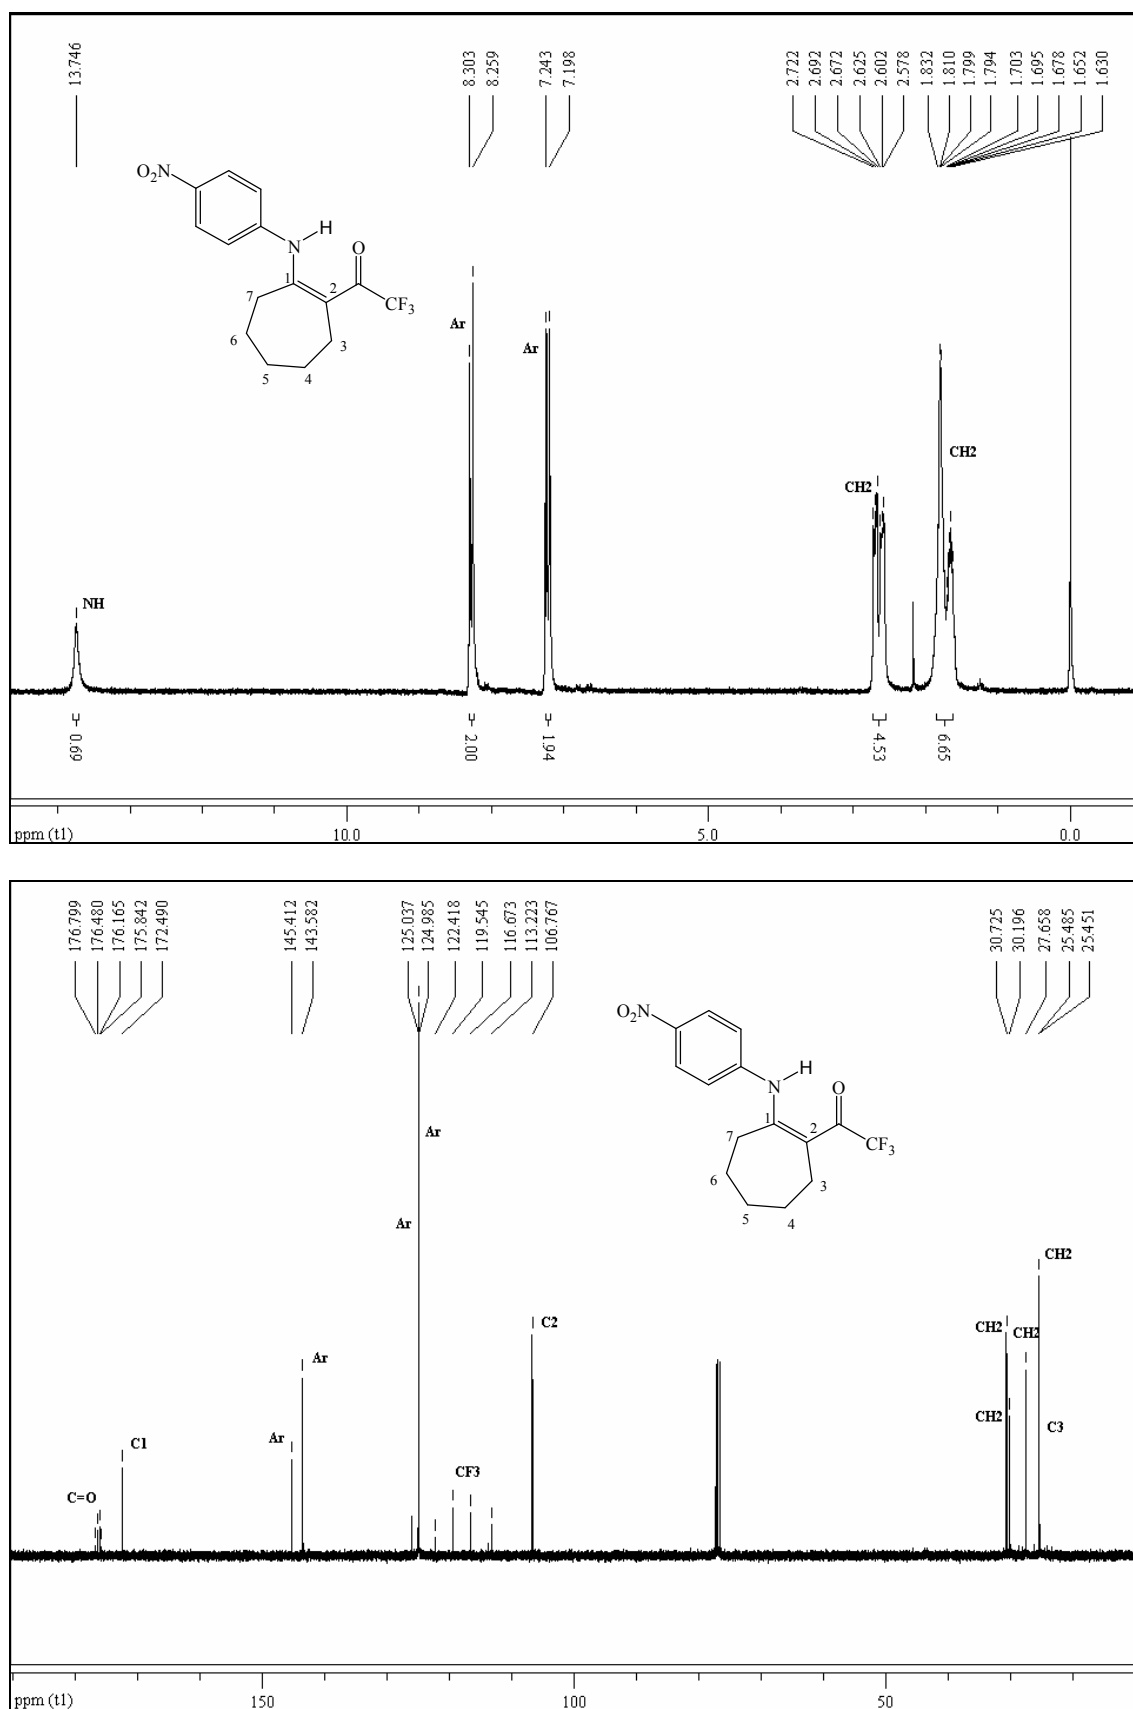 13.746
8.303
8.259
7.243
7.198
2.722
2.692
2.672
2.625
2.602
2.578
1.832
1.810
1.799
1.794
1.703
1.695
1.678
1.652
1.630
O2N
N
H
O
CF3
1
2
3
4
5
6
7
Ar
Ar
CH2
CH2
NH
0.69
2.00
1.94
4.53
6.65
ppm (t1)
10.0
5.0
0.0
176.799
176.480
176.165
175.842
172.490
145.412
143.582
125.037
124.985
122.418
119.545
116.673
113.223
106.767
30.725
30.196
27.658
25.485
25.451
O2N
N
H
O
CF3
1
2
3
4
5
6
7
Ar
Ar
CH2
C2
CH2
CH2
Ar
CH2
C3
C1
Ar
CF3
C=O
ppm (t1)
150
100
50